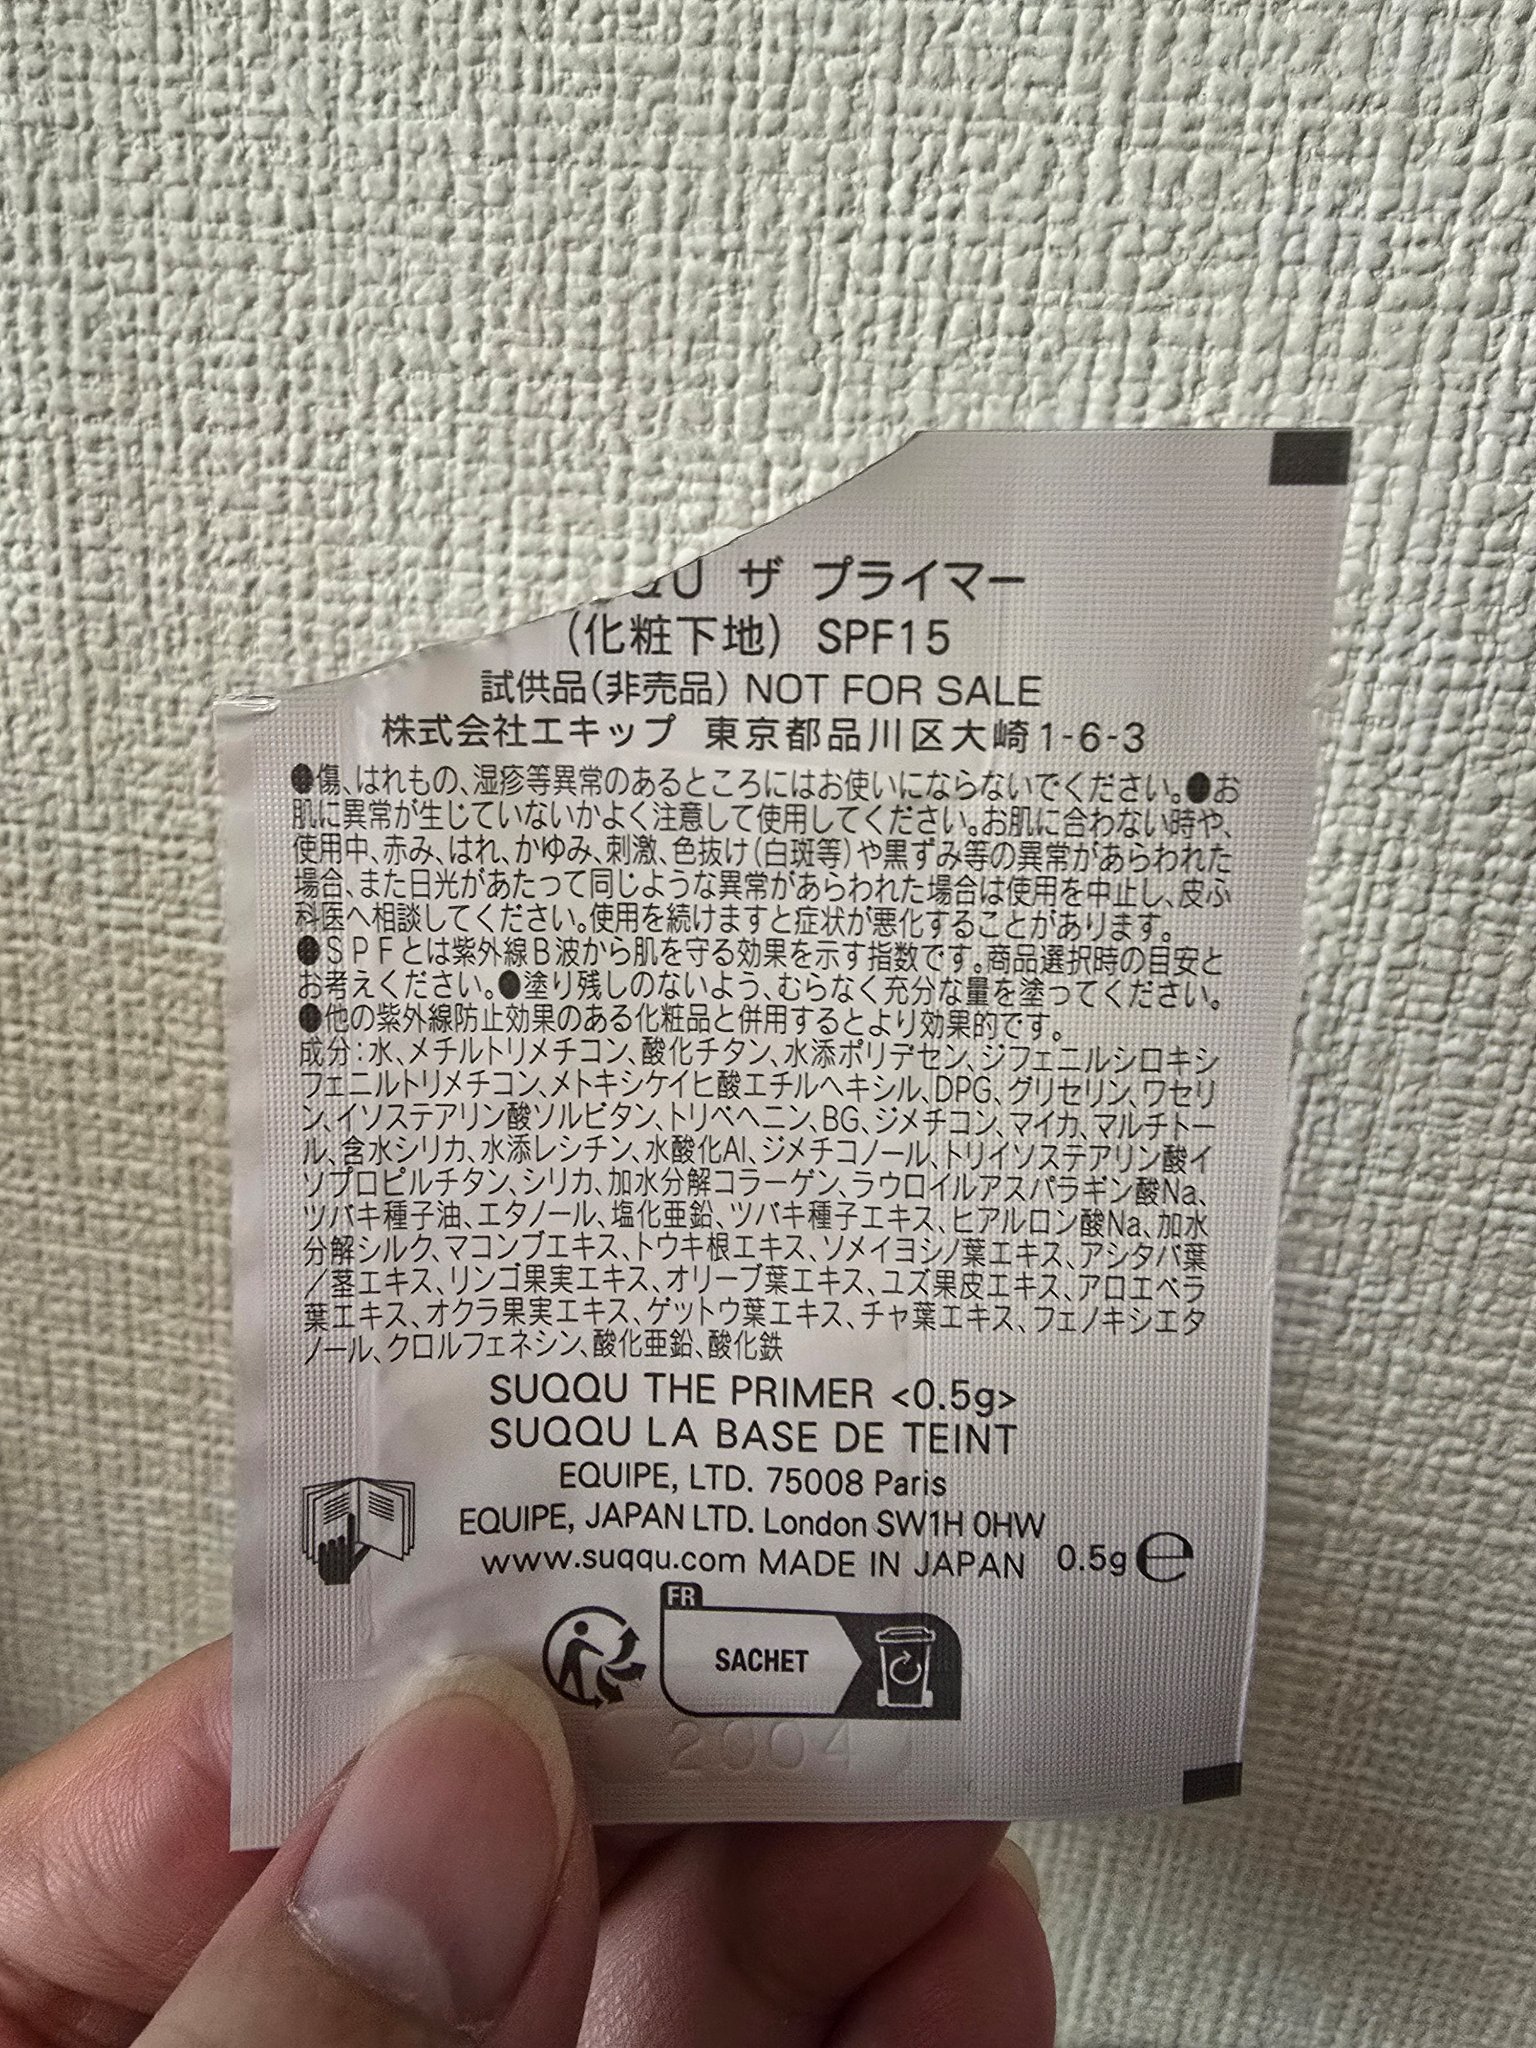 QU ザ プライマー
(化粧下地) SPF15
試供品(非売品) NOT FOR SALE
株式会社エキップ 東京都品川区大崎1-6-3
●傷、はれもの、湿疹等異常のあるところにはお使いにならないでください。●お
肌に異常が生じていないかよく注意して使用してください。お肌に合わない時や、
使用中、赤み、はれ、かゆみ、刺激、色抜け(白斑等)や黒ずみ等の異常があらわれた
場合、また日光があたって同じような異常があらわれた場合は使用を中止し、皮ふ
科医へ相談してください。使用を続けますと症状が悪化することがあります。
●SPFとは紫外線B波から肌を守る効果を示す指数です。商品選択時の目安と
お考えください。●塗り残しのないよう、むらなく充分な量を塗ってください。
●他の紫外線防止効果のある化粧品と併用するとより効果的です。
成分:水、メチルトリメチコン、酸化チタン、水添ポリデセン、ジフェニルシロキシ
フェニルトリメチコン、メトキシケイヒ酸エチルヘキシル、DPG、グリセリン、ワセリ
ン、イソステアリン酸ソルビタン、トリベヘニン、BG、ジメチコン、マイカ、マルチトー
ル、含水シリカ、水添レシチン、水酸化Al、ジメチコノール、トリイソステアリン酸イ
ソプロピルチタン、シリカ、加水分解コラーゲン、ラウロイルアスパラギン酸Na、
ツバキ種子油、エタノール、塩化亜鉛、ツバキ種子エキス、ヒアルロン酸Na、加水
分解シルク、マコンブエキス、トウキ根エキス、ソメイヨシノ葉エキス、アシタバ葉
/茎エキス、リンゴ果実エキス、オリーブ葉エキス、ユズ果皮エキス、アロエベラ
葉エキス、オクラ果実エキス、ゲットウ葉エキス、チャ葉エキス、フェノキシエタ
ノール、クロルフェネシン、酸化亜鉛、酸化鉄
SUQQU THE PRIMER <0.5g>
SUQQU LA BASE DE TEINT
EQUIPE, LTD. 75008 Paris
EQUIPE, JAPAN LTD. London SW1H 0HW
www.suqqu.com MADE IN JAPAN 0.5g ℮
FR
SACHET
2004